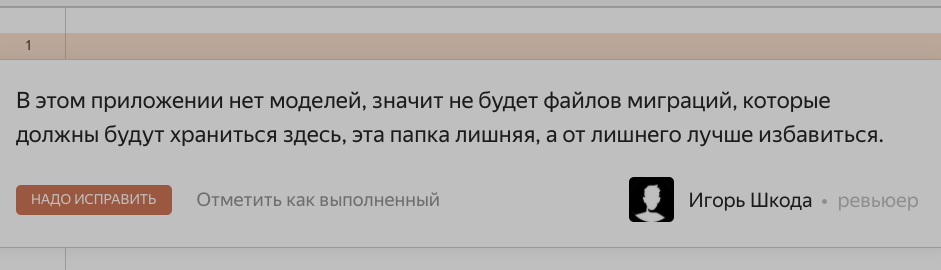 1
В этом приложении нет моделей, значит не будет файлов миграций, которые
должны будут храниться здесь, эта папка лишняя, а от лишнего лучше избавиться.
НАДО ИСПРАВИТЬ Отметить как выполненный Игорь Шкода • ревьюер